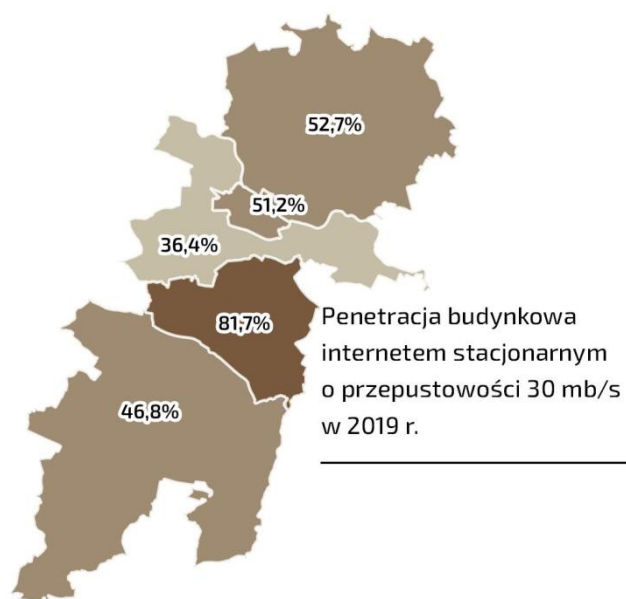 52,7%
51,2%
36,4%
81,7%
46,8%
Penetracja budynkowa
internetem stacjonarnym
o przepustowości 30 mb/s
w 2019 r.